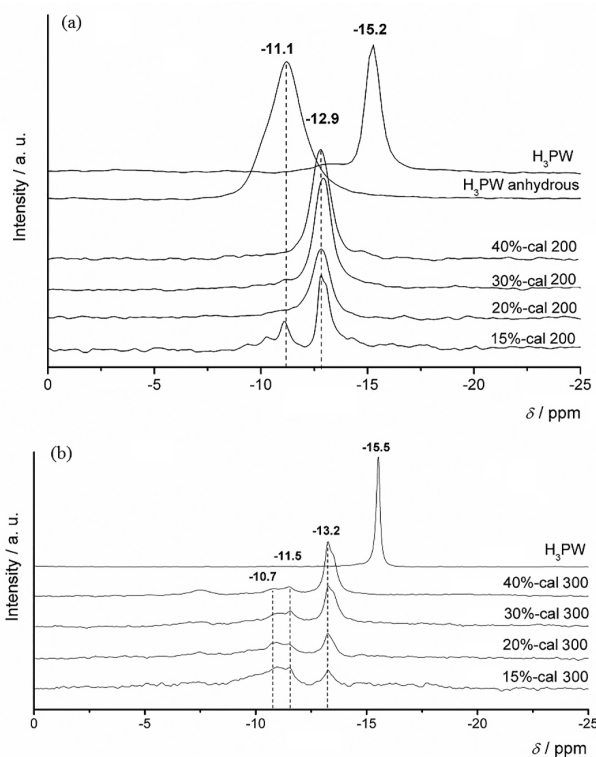 (a)
-15.2
-11.1
-12.9
H₃PW
H₃PW anhydrous
40%-cal 200
30%-cal 200
20%-cal 200
15%-cal 200
Intensity / a. u.
0 -5 -10 -15 -20 -25
δ / ppm
(b)
-15.5
-13.2
-11.5
-10.7
H₃PW
40%-cal 300
30%-cal 300
20%-cal 300
15%-cal 300
Intensity / a. u.
0 -5 -10 -15 -20 -25
δ / ppm